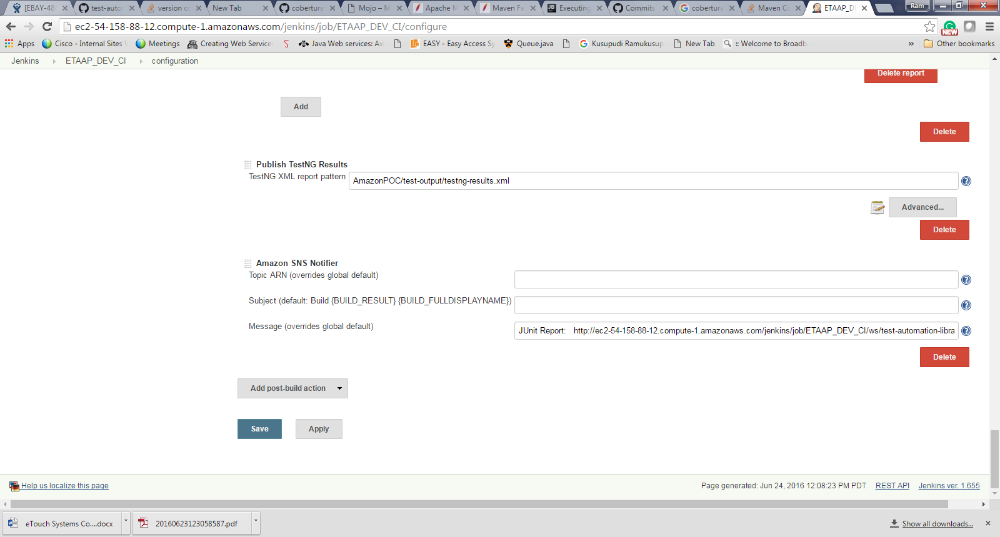 [EBAY-48
test-auto
version co
New Tab
cobertura
Mojo – M
Apache M
Maven Fa
Executing
Commits
cobertura
Maven Co
ETAAP_D
Ram
ec2-54-158-88-12.compute-1.amazonaws.com/jenkins/job/ETAAP_DEV_CI/configure
NEW
Apps
Cisco - Internal Sites
Meetings
Creating Web Service
Java Web services: Ax
EASY - Easy Access Sy
Queue.java
Kusupudi Ramukusup
New Tab
:: Welcome to Broadb
»
Other bookmarks
Jenkins
ETAAP_DEV_CI
configuration
Delete report
Add
Delete
Publish TestNG Results
TestNG XML report pattern
AmazonPOC/test-output/testng-results.xml
Advanced...
Delete
Amazon SNS Notifier
Topic ARN (overrides global default)
Subject (default: Build {BUILD_RESULT} {BUILD_FULLDISPLAYNAME})
Message (overrides global default)
JUnit Report: http://ec2-54-158-88-12.compute-1.amazonaws.com/jenkins/job/ETAAP_DEV_CI/ws/test-automation-libra
Delete
Add post-build action
Save
Apply
Help us localize this page
Page generated: Jun 24, 2016 12:08:23 PM PDT
REST API
Jenkins ver. 1.655
eTouch Systems Co....docx
20160623123058587.pdf
Show all downloads...